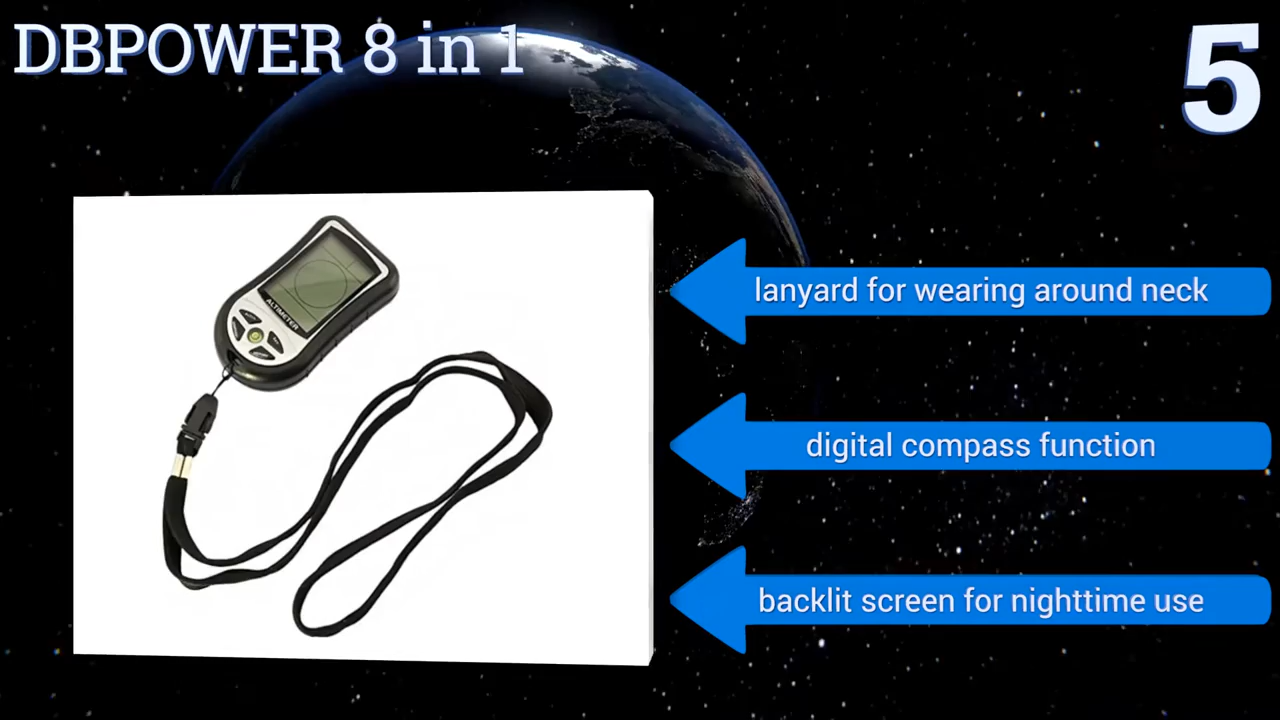 DBPOWER 8 in 1
5
lanyard for wearing around neck
ALTIMETER
digital compass function
backlit screen for nighttime use